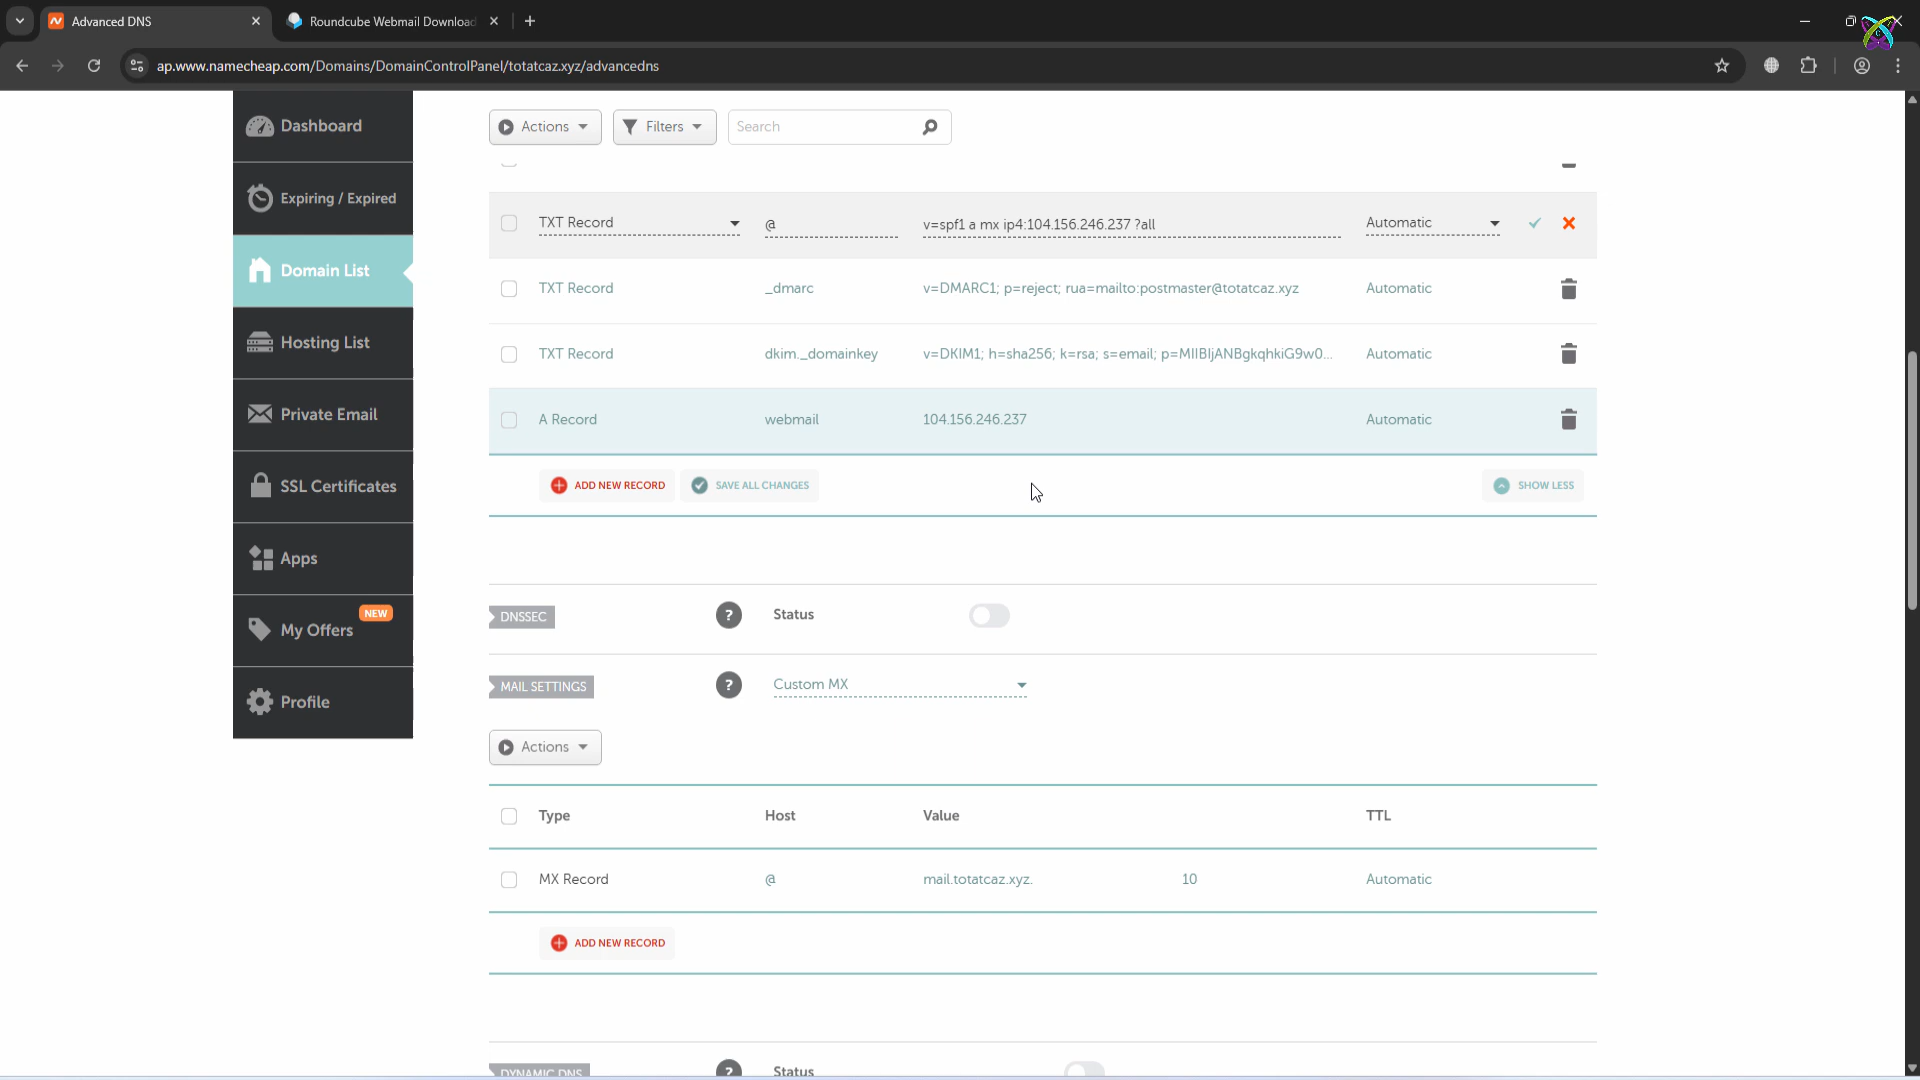 Advanced DNS
Roundcube Webmail Download
ap.www.namecheap.com/Domains/DomainControlPanel/totatcaz.xyz/advancedns
Dashboard
Expiring / Expired
Domain List
Hosting List
Private Email
SSL Certificates
Apps
NEW
My Offers
Profile
Actions Filters Search
TXT Record @ v=spf1 a mx ip4:104.156.246.237 ?all Automatic
TXT Record _dmarc v=DMARC1; p=reject; rua=mailto:postmaster@totatcaz.xyz Automatic
TXT Record dkim._domainkey v=DKIM1; h=sha256; k=rsa; s=email; p=MIIBIjANBgkqhkiG9w0... Automatic
A Record webmail 104.156.246.237 Automatic
ADD NEW RECORD SAVE ALL CHANGES SHOW LESS
DNSSEC ? Status
MAIL SETTINGS ? Custom MX
Actions
Type Host Value TTL
MX Record @ mail.totatcaz.xyz. 10 Automatic
ADD NEW RECORD
DYNAMIC DNS ? Status